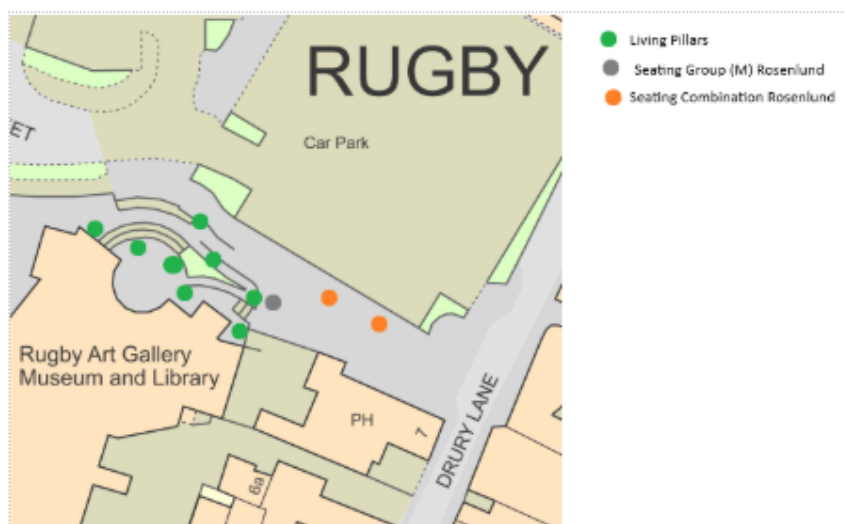 RUGBY
Living Pillars
Seating Group (M) Rosenlund
Seating Combination Rosenlund
ET
Car Park
Rugby Art Gallery
Museum and Library
PH
7
DRURY LANE
6a